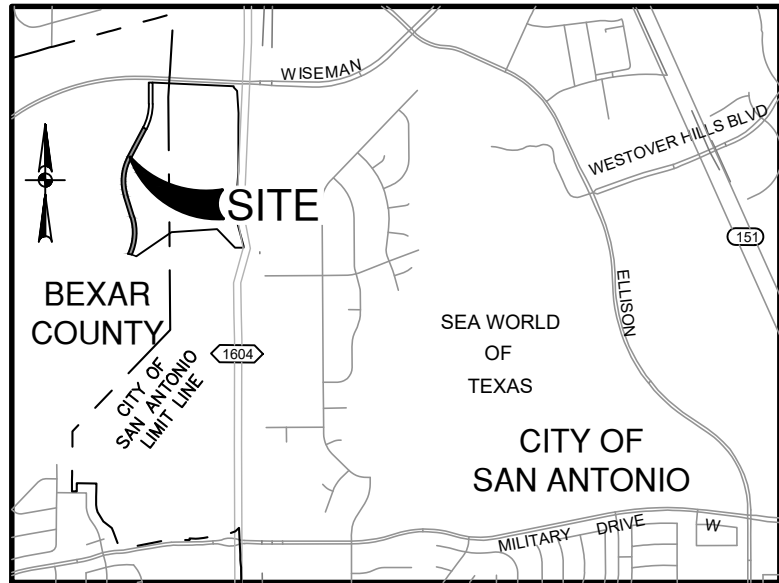 WISEMAN
WESTOVER HILLS BLVD
SITE
151
BEXAR
COUNTY
ELLISON
SEA WORLD
OF
TEXAS
1604
CITY OF
SAN ANTONIO
LIMIT LINE
CITY OF
SAN ANTONIO
MILITARY DRIVE W